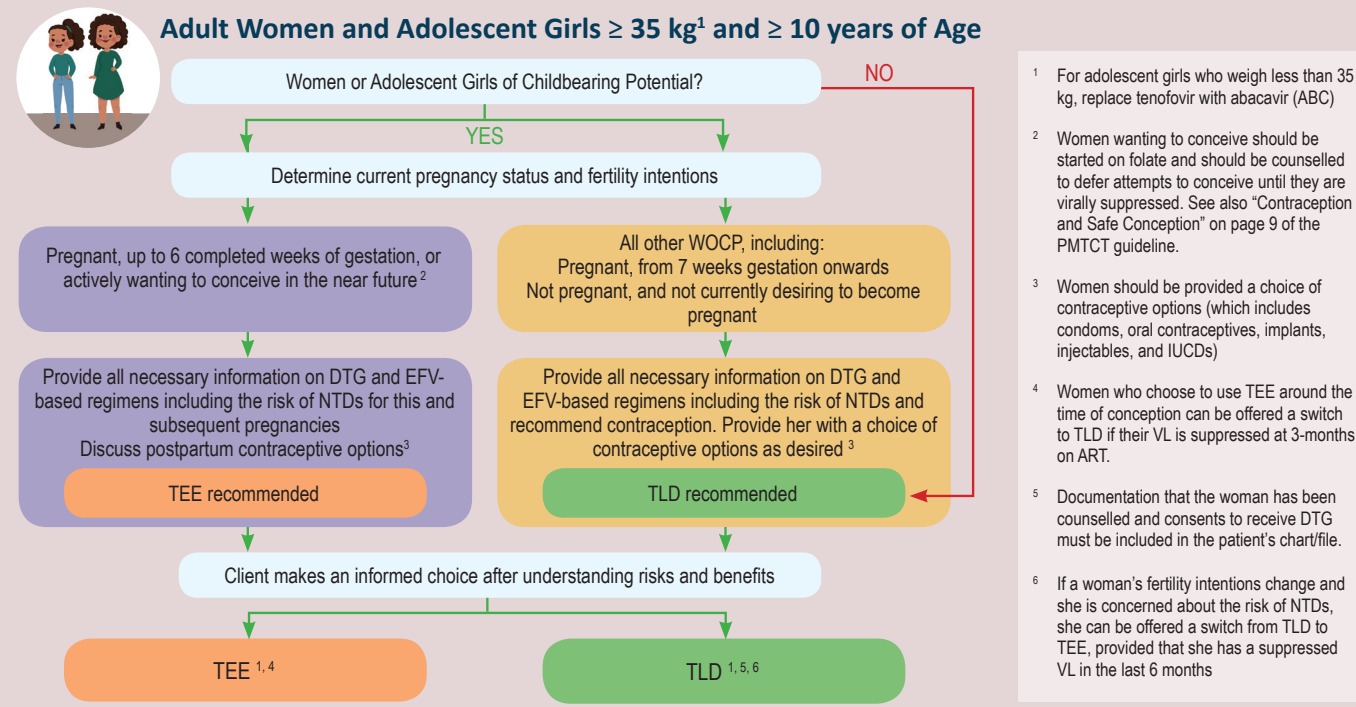 Adult Women and Adolescent Girls ≥ 35 kg¹ and ≥ 10 years of Age
Women or Adolescent Girls of Childbearing Potential?
NO
YES
Determine current pregnancy status and fertility intentions
Pregnant, up to 6 completed weeks of gestation, or
actively wanting to conceive in the near future ²
All other WOCP, including:
Pregnant, from 7 weeks gestation onwards
Not pregnant, and not currently desiring to become
pregnant
Provide all necessary information on DTG and EFV-
based regimens including the risk of NTDs for this and
subsequent pregnancies
Discuss postpartum contraceptive options³
TEE recommended
Provide all necessary information on DTG and
EFV-based regimens including the risk of NTDs and
recommend contraception. Provide her with a choice of
contraceptive options as desired ³
TLD recommended
Client makes an informed choice after understanding risks and benefits
TEE ¹˒ ⁴
TLD ¹˒ ⁵˒ ⁶
¹ For adolescent girls who weigh less than 35
kg, replace tenofovir with abacavir (ABC)
² Women wanting to conceive should be
started on folate and should be counselled
to defer attempts to conceive until they are
virally suppressed. See also “Contraception
and Safe Conception” on page 9 of the
PMTCT guideline.
³ Women should be provided a choice of
contraceptive options (which includes
condoms, oral contraceptives, implants,
injectables, and IUCDs)
⁴ Women who choose to use TEE around the
time of conception can be offered a switch
to TLD if their VL is suppressed at 3-months
on ART.
⁵ Documentation that the woman has been
counselled and consents to receive DTG
must be included in the patient’s chart/file.
⁶ If a woman’s fertility intentions change and
she is concerned about the risk of NTDs,
she can be offered a switch from TLD to
TEE, provided that she has a suppressed
VL in the last 6 months